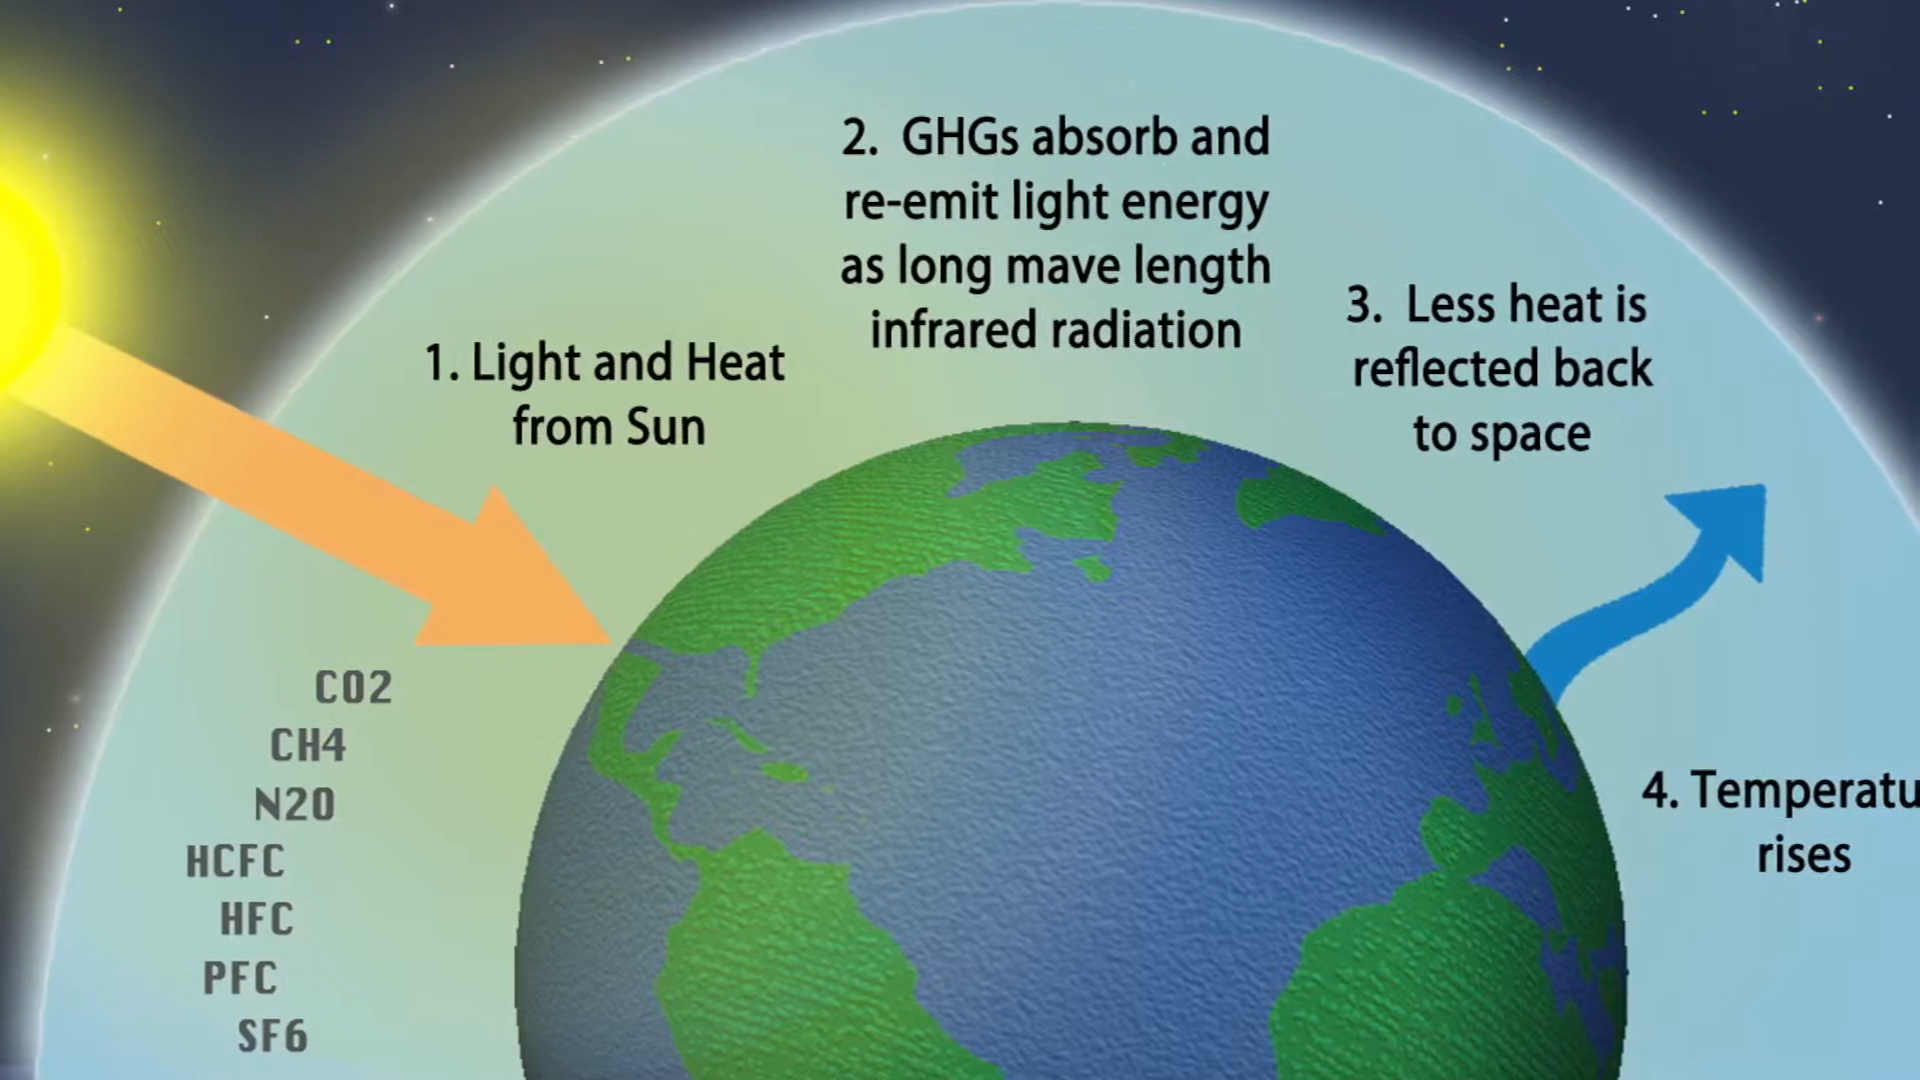 1. Light and Heat
from Sun
2. GHGs absorb and
re-emit light energy
as long mave length
infrared radiation
3. Less heat is
reflected back
to space
4. Temperatu
rises
CO2
CH4
N2O
HCFC
HFC
PFC
SF6